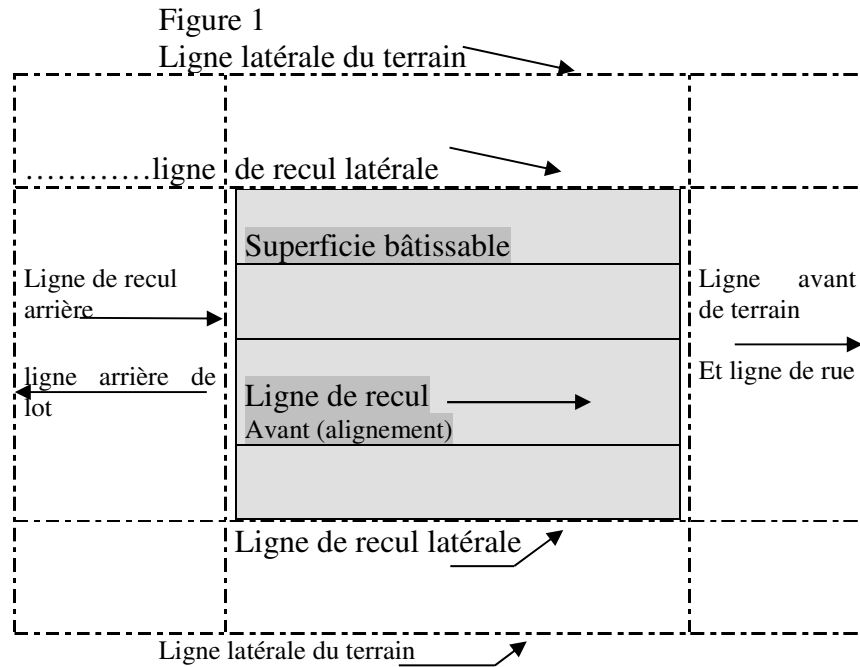 Figure 1
Ligne latérale du terrain
…………ligne de recul latérale
Superficie bâtissable
Ligne de recul
arrière
Ligne avant
de terrain
Et ligne de rue
ligne arrière de
lot
Ligne de recul
Avant (alignement)
Ligne de recul latérale
Ligne latérale du terrain